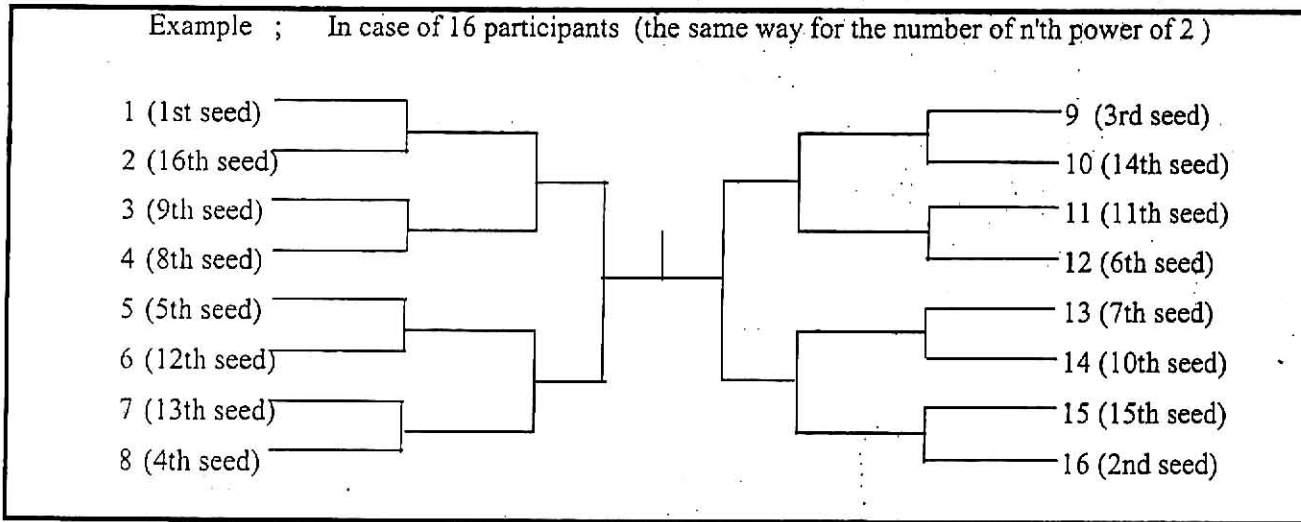 Example ; In case of 16 participants (the same way for the number of n'th power of 2 )
1 (1st seed)
2 (16th seed)
3 (9th seed)
4 (8th seed)
5 (5th seed)
6 (12th seed)
7 (13th seed)
8 (4th seed)
9 (3rd seed)
10 (14th seed)
11 (11th seed)
12 (6th seed)
13 (7th seed)
14 (10th seed)
15 (15th seed)
16 (2nd seed)